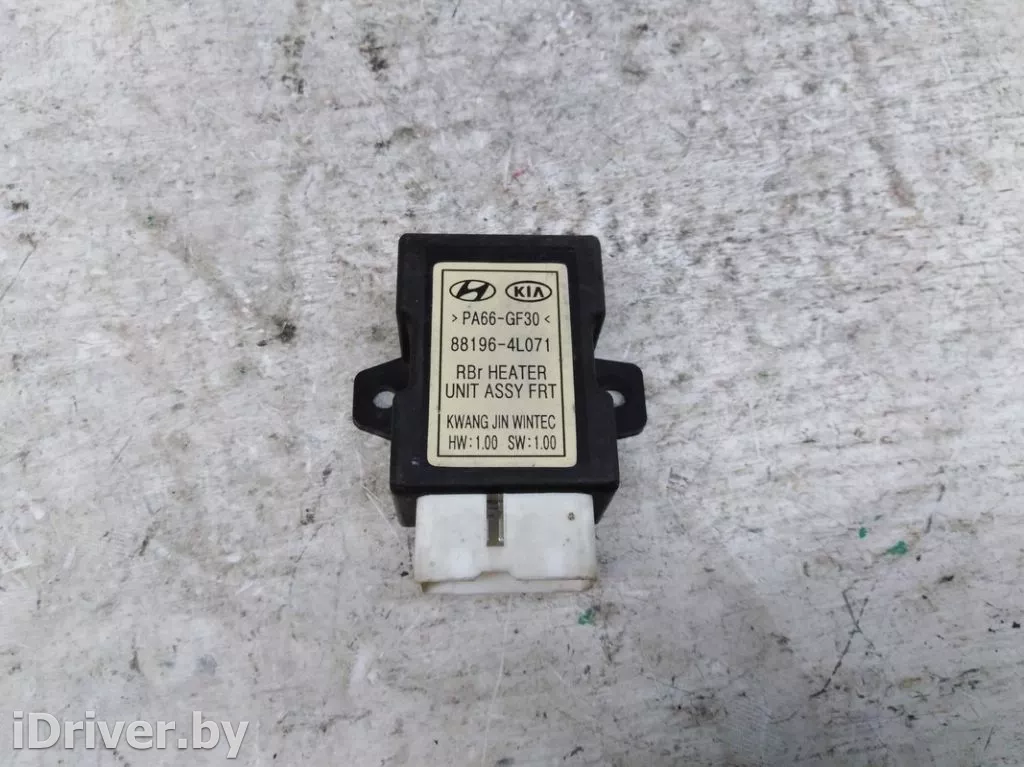 KIA
>PA66-GF30<
88196-4L071
RBr HEATER
UNIT ASSY FRT
KWANG JIN WINTEC
HW:1.00 SW:1.00
iDriver.by